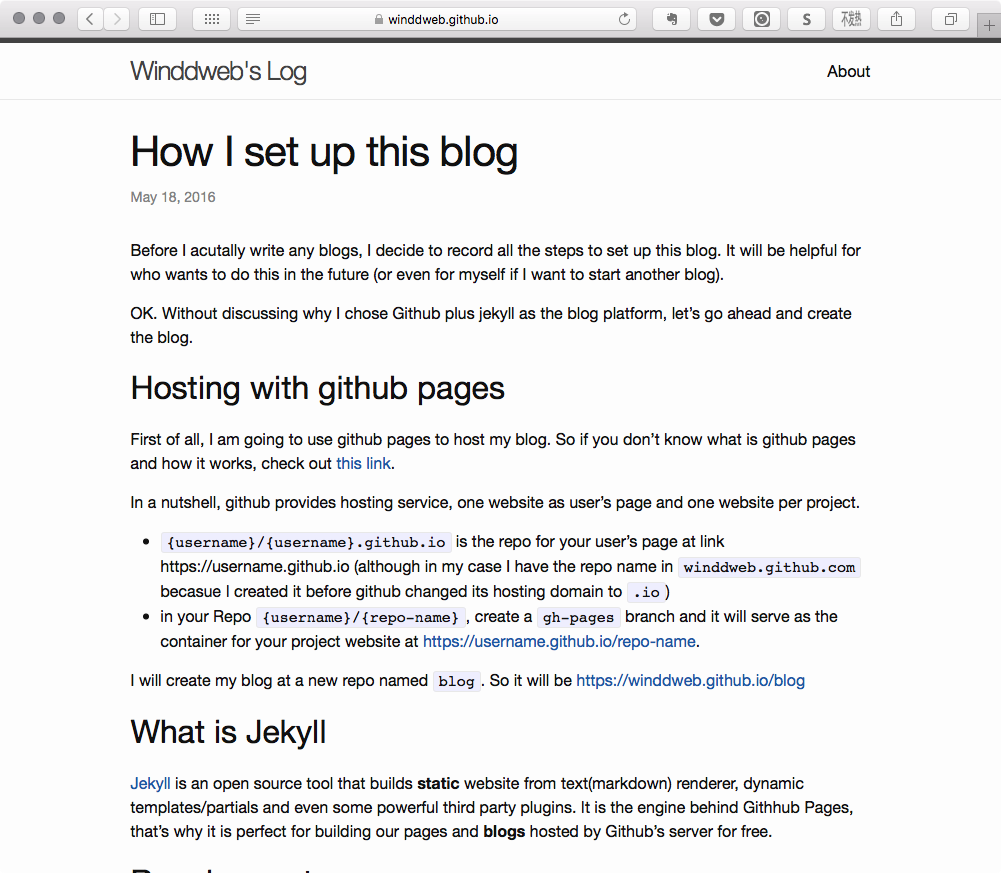 winddweb.github.io
S
不發熱
Winddweb's Log
About
How I set up this blog
May 18, 2016
Before I acutally write any blogs, I decide to record all the steps to set up this blog. It will be helpful for
who wants to do this in the future (or even for myself if I want to start another blog).
OK. Without discussing why I chose Github plus jekyll as the blog platform, let’s go ahead and create
the blog.
Hosting with github pages
First of all, I am going to use github pages to host my blog. So if you don’t know what is github pages
and how it works, check out this link.
In a nutshell, github provides hosting service, one website as user’s page and one website per project.
{username}/{username}.github.io is the repo for your user’s page at link
https://username.github.io (although in my case I have the repo name in winddweb.github.com
becasue I created it before github changed its hosting domain to .io )
in your Repo {username}/{repo-name} , create a gh-pages branch and it will serve as the
container for your project website at https://username.github.io/repo-name.
I will create my blog at a new repo named blog . So it will be https://winddweb.github.io/blog
What is Jekyll
Jekyll is an open source tool that builds static website from text(markdown) renderer, dynamic
templates/partials and even some powerful third party plugins. It is the engine behind Githhub Pages,
that’s why it is perfect for building our pages and blogs hosted by Github’s server for free.